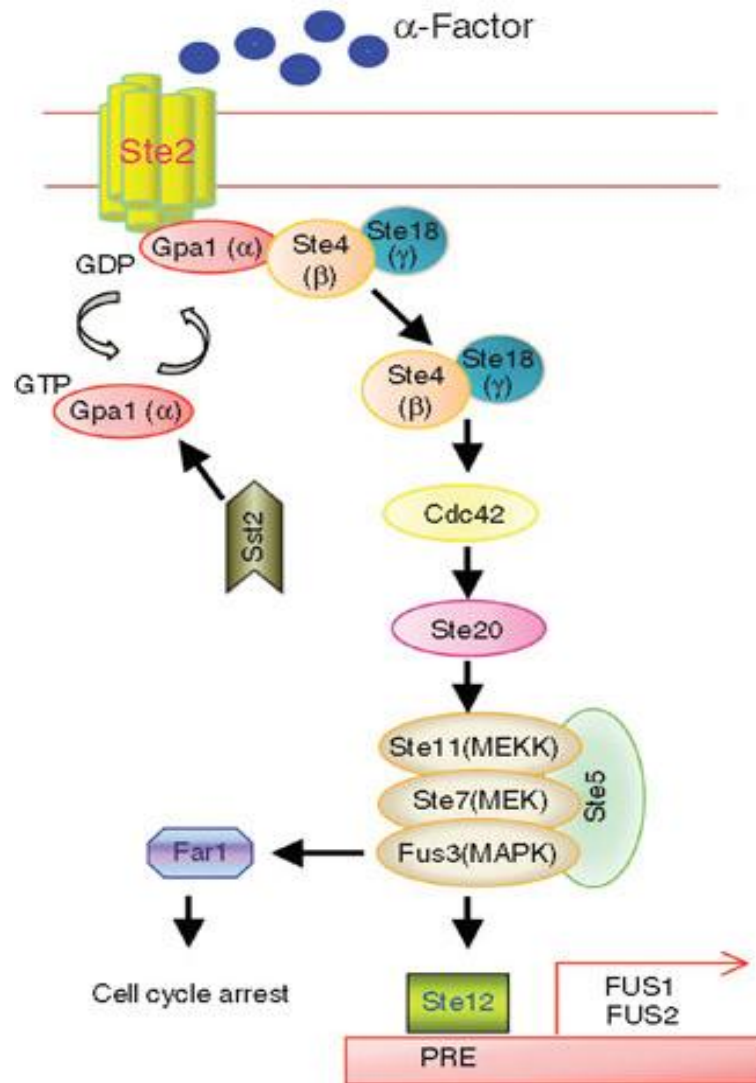 α-Factor
Ste2
Gpa1 (α)
Ste4
(β)
Ste18
(γ)
GDP
GTP
Gpa1 (α)
Ste4
(β)
Ste18
(γ)
Sst2
Cdc42
Ste20
Ste11(MEKK)
Ste7(MEK)
Fus3(MAPK)
Ste5
Far1
Cell cycle arrest
Ste12
FUS1
FUS2
PRE